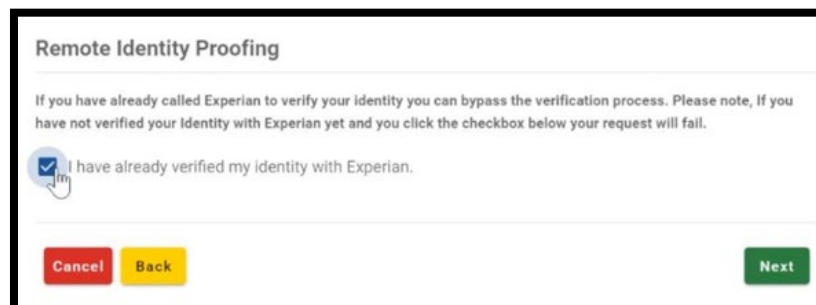 Remote Identity Proofing
If you have already called Experian to verify your identity you can bypass the verification process. Please note, If you
have not verified your Identity with Experian yet and you click the checkbox below your request will fail.
I have already verified my identity with Experian.
Cancel Back Next